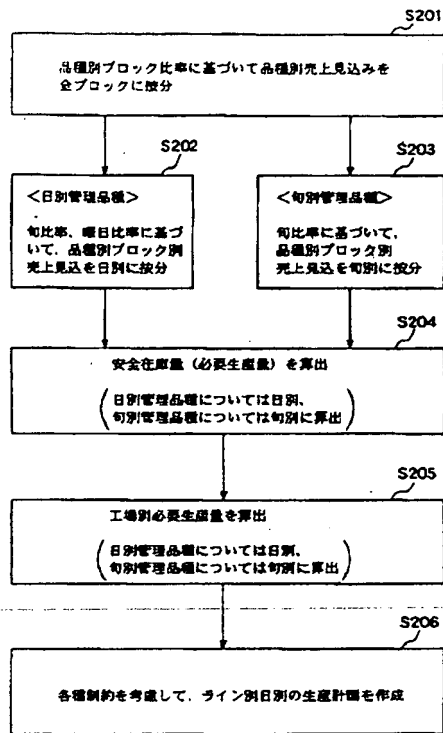 S201
品種別ブロック比率に基づいて品種別売上見込みを
全ブロックに按分
S202
<日別管理品種>
旬比率、曜日比率に基づ
いて、品種別ブロック別
売上見込を日別に按分
S203
<旬別管理品種>
旬比率に基づいて、
品種別ブロック別
売上見込を旬別に按分
S204
安全在庫量(必要生産量)を算出
(日別管理品種については日別、
旬別管理品種については旬別に算出)
S205
工場別必要生産量を算出
(日別管理品種については日別、
旬別管理品種については旬別に算出)
S206
各種制約を考慮して、ライン別日別の生産計画を作成